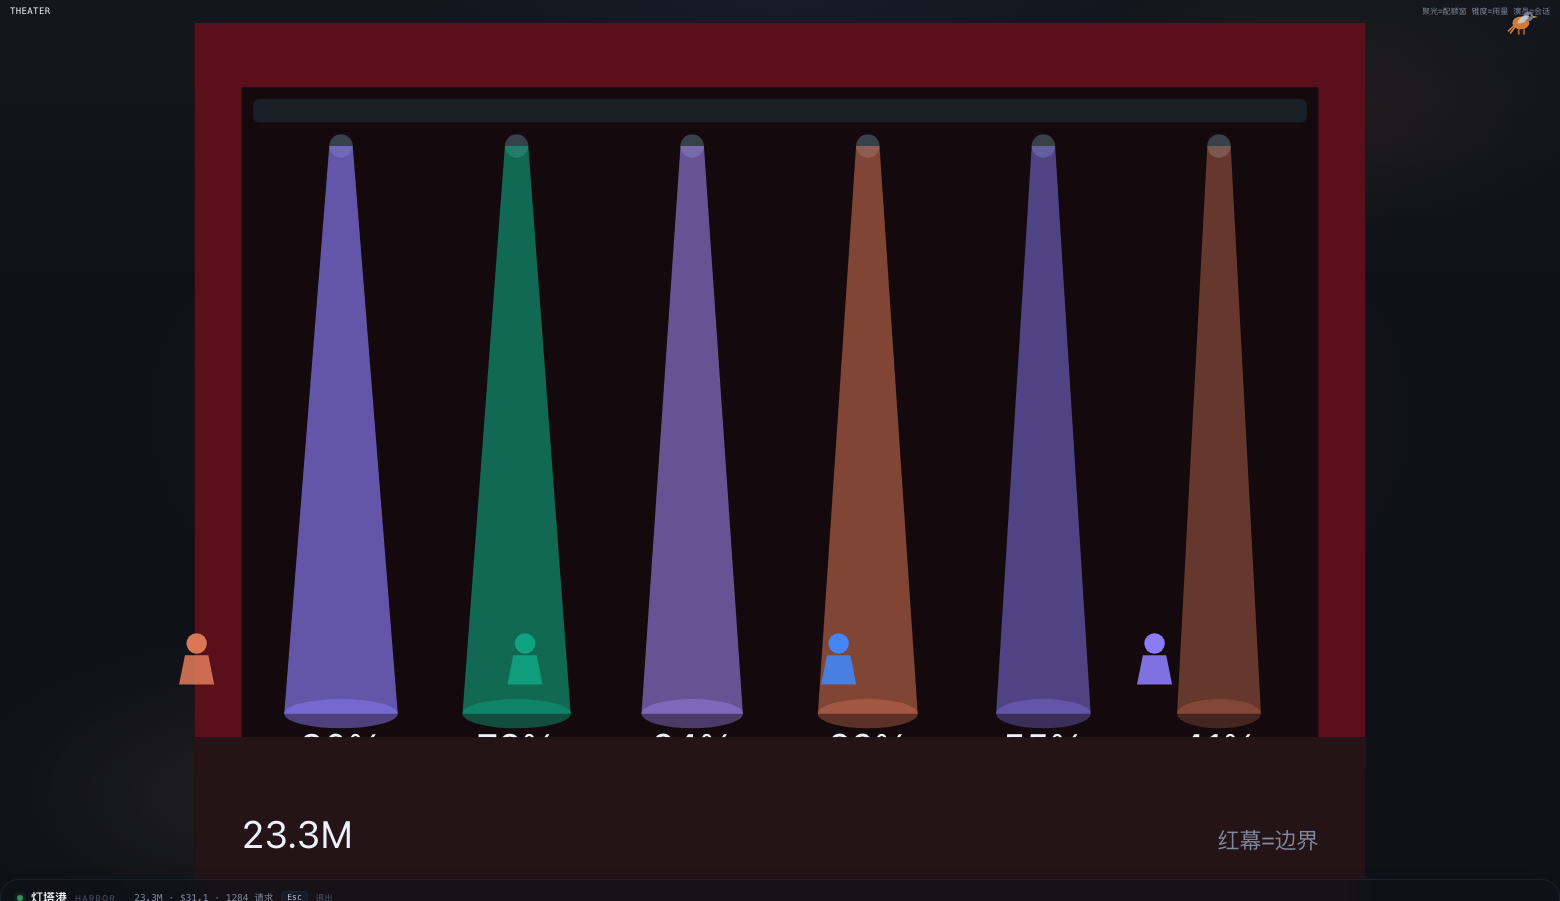 THEATER
聚光=配额窗 锥度=用量 演员=会话
23.3M
红幕=边界
灯塔港 HARBOR 23.3M · $31.1 · 1284 请求 Esc 退出